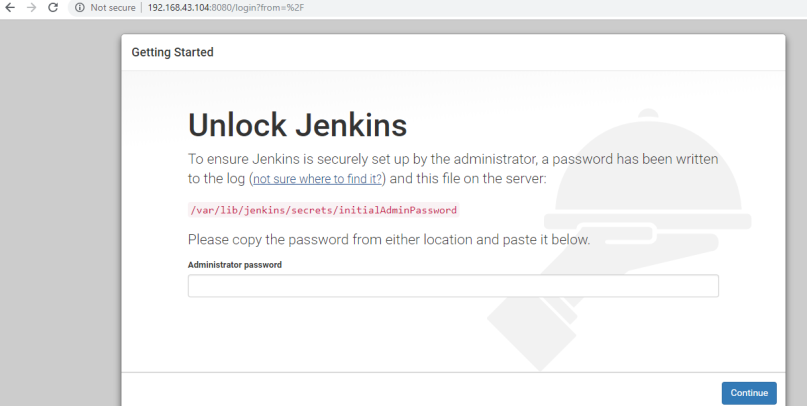 Not secure | 192.168.43.104:8080/login?from=%2F
Getting Started
Unlock Jenkins
To ensure Jenkins is securely set up by the administrator, a password has been written
to the log (not sure where to find it?) and this file on the server:
/var/lib/jenkins/secrets/initialAdminPassword
Please copy the password from either location and paste it below.
Administrator password
Continue